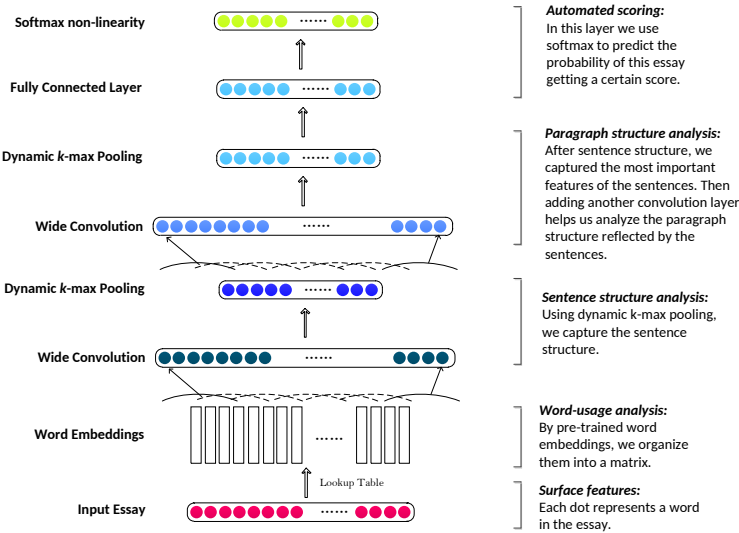 Softmax non-linearity
Fully Connected Layer
Dynamic k-max Pooling
Wide Convolution
Dynamic k-max Pooling
Wide Convolution
Word Embeddings
Lookup Table
Input Essay
Automated scoring:
In this layer we use
softmax to predict the
probability of this essay
getting a certain score.
Paragraph structure analysis:
After sentence structure, we
captured the most important
features of the sentences. Then
adding another convolution layer
helps us analyze the paragraph
structure reflected by the
sentences.
Sentence structure analysis:
Using dynamic k-max pooling,
we capture the sentence
structure.
Word-usage analysis:
By pre-trained word
embeddings, we organize
them into a matrix.
Surface features:
Each dot represents a word
in the essay.